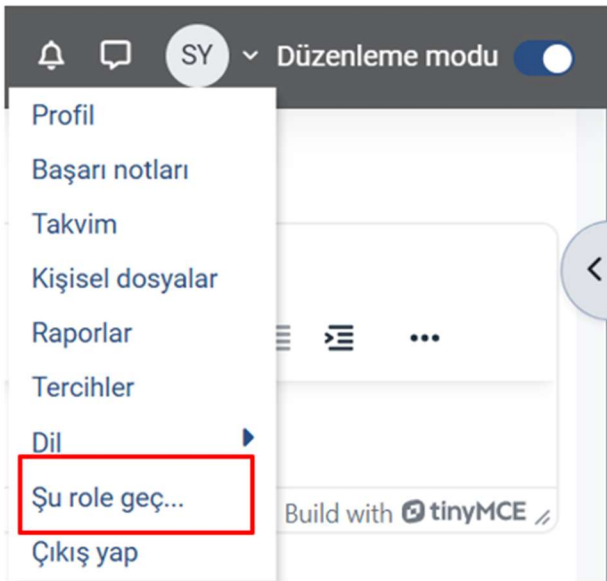 SY Düzenleme modu
Profil
Başarı notları
Takvim
Kişisel dosyalar
Raporlar
Tercihler
Dil
Şu role geç...
Build with tinyMCE
Çıkış yap